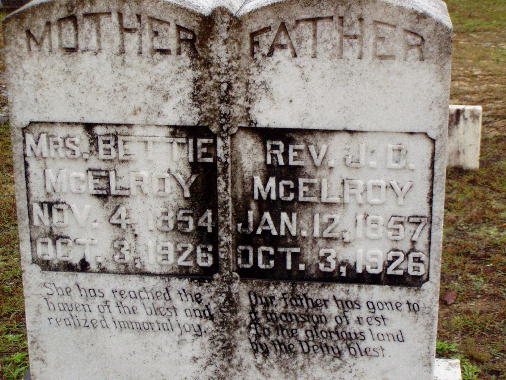 MOTHER
MRS. BETTIE
MCELROY
NOV. 4, 1854
OCT. 3, 1926
She has reached the
haven of the blest and
realized immortal joy.
FATHER
REV. J. D.
MCELROY
JAN. 12, 1857
OCT. 3, 1926
Our father has gone to
A mansion of rest
To the glorious land
By the Deity blest.